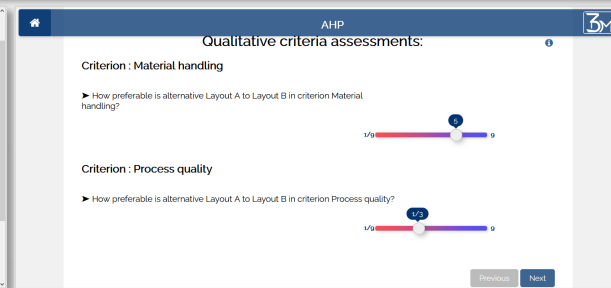 AHP
Qualitative criteria assessments:
Criterion : Material handling
➤ How preferable is alternative Layout A to Layout B in criterion Material
handling?
5
1/9 9
Criterion : Process quality
➤ How preferable is alternative Layout A to Layout B in criterion Process quality?
1/3
1/9 9
Previous Next